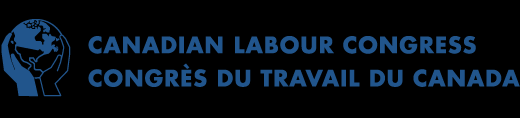 CANADIAN LABOUR CONGRESS
CONGRÈS DU TRAVAIL DU CANADA